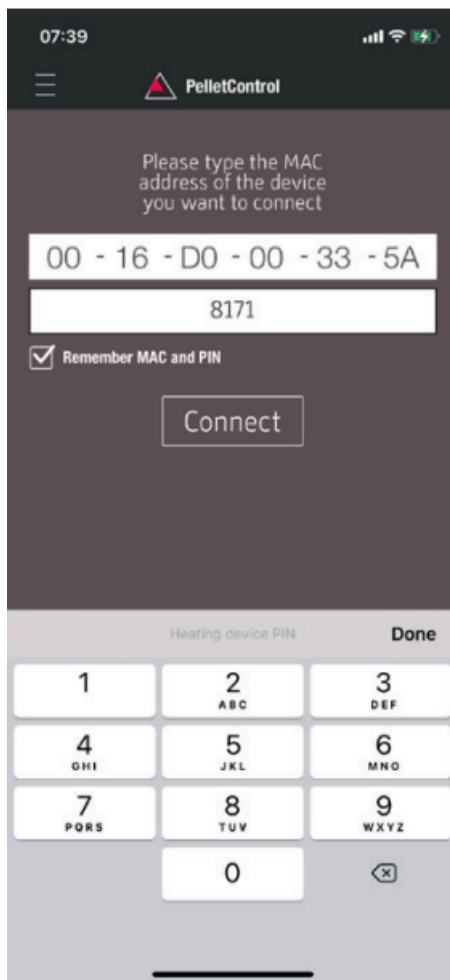 07:39
PelletControl
Please type the MAC
address of the device
you want to connect
00 - 16 - D0 - 00 - 33 - 5A
8171
Remember MAC and PIN
Connect
Heating device PIN
Done
1
2
ABC
3
DEF
4
GHI
5
JKL
6
MNO
7
PQRS
8
TUV
9
WXYZ
0